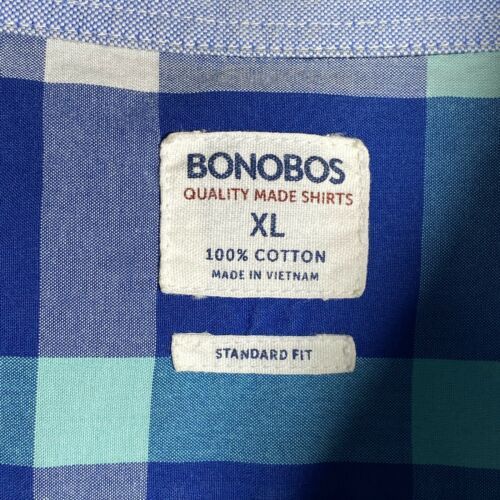 BONOBOS
QUALITY MADE SHIRTS
XL
100% COTTON
MADE IN VIETNAM
STANDARD FIT